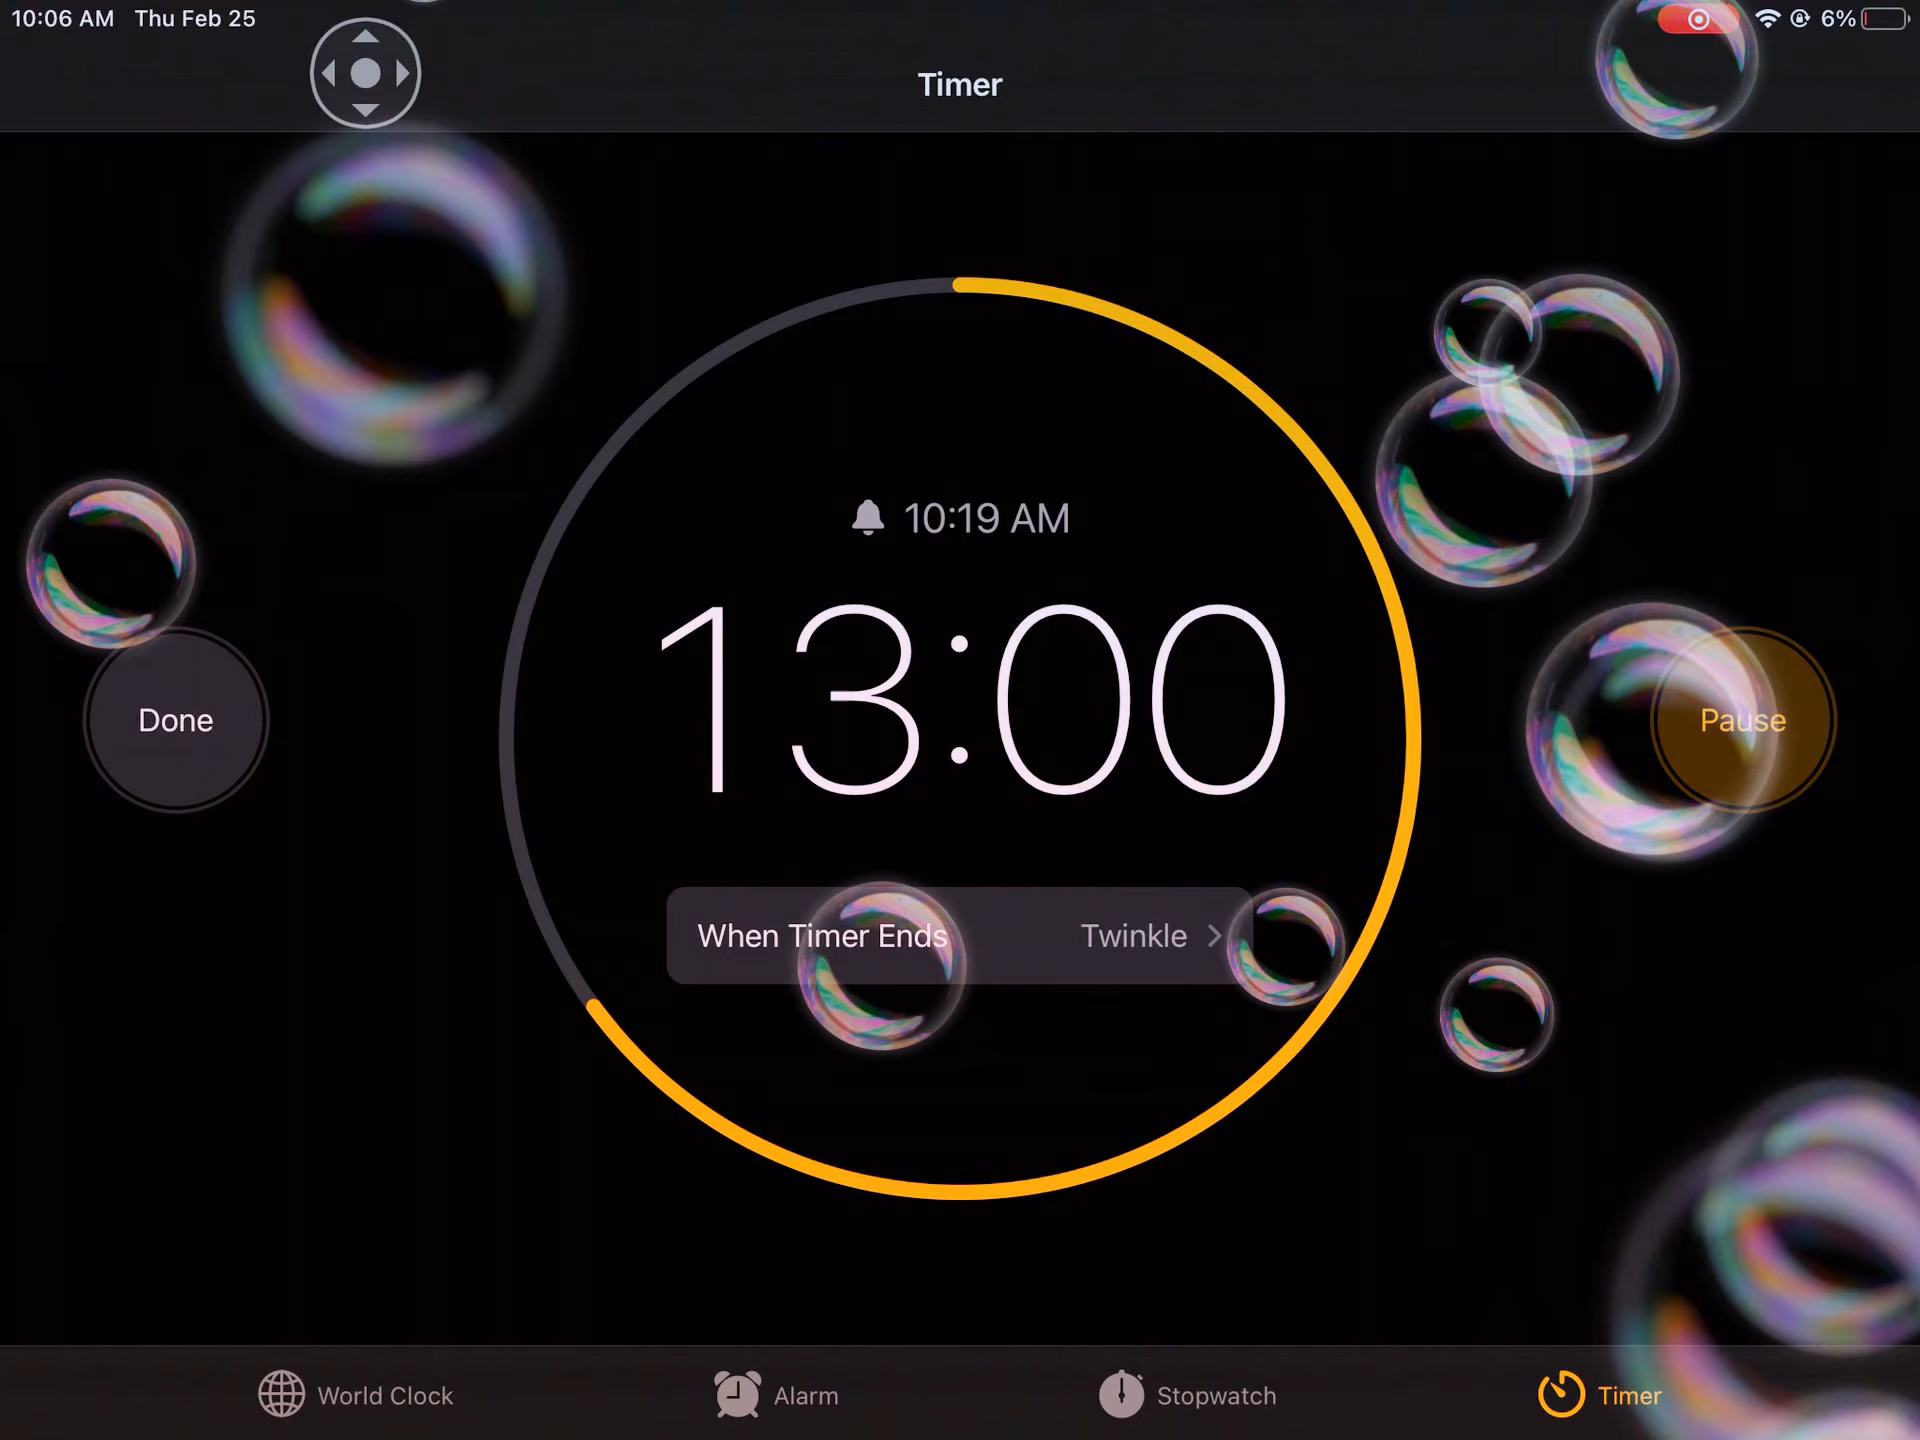 10:06 AM Thu Feb 25
6%
Timer
10:19 AM
13:00
Done
Pause
When Timer Ends Twinkle
World Clock Alarm Stopwatch Timer